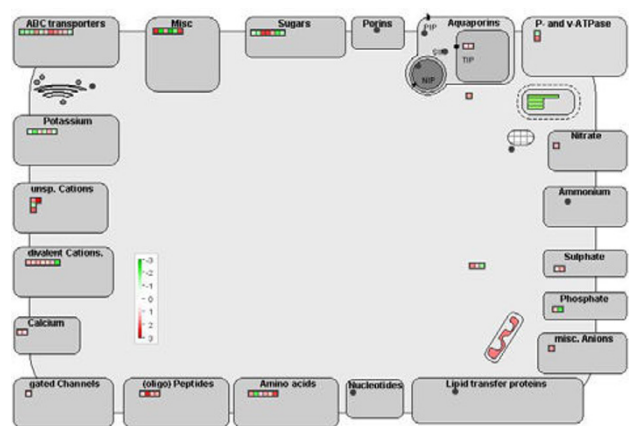 ABC transporters
Misc
Sugars
Porins
PIP
Aquaporins
SIP
TIP
NIP
P- and v-ATPase
Potassium
Nitrate
unsp. Cations
Ammonium
divalent Cations.
Sulphate
-3
-2
-1
0
1
2
3
Phosphate
Calcium
misc. Anions
gated Channels
(oligo) Peptides
Amino acids
Nucleotides
Lipid transfer proteins